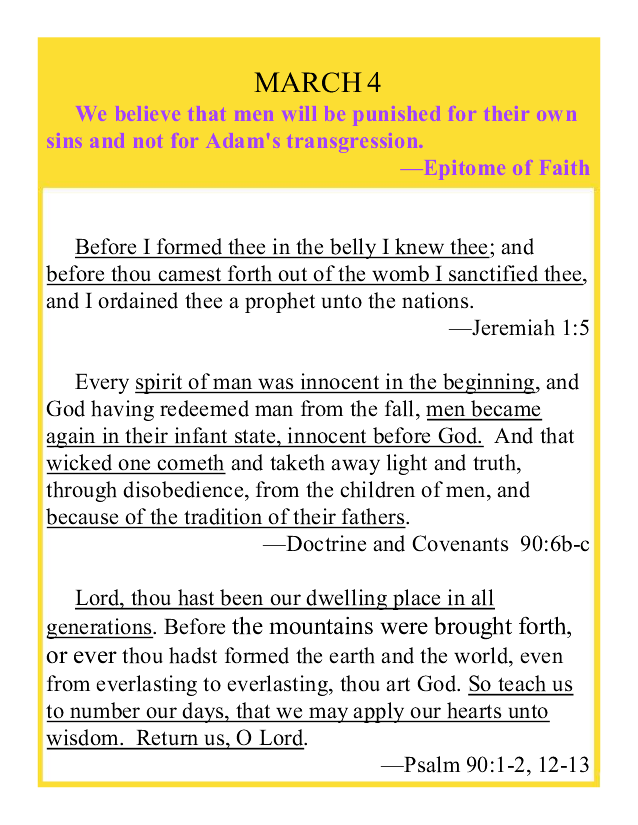 MARCH 4
We believe that men will be punished for their own
sins and not for Adam's transgression.
—Epitome of Faith
Before I formed thee in the belly I knew thee; and
before thou camest forth out of the womb I sanctified thee,
and I ordained thee a prophet unto the nations.
—Jeremiah 1:5
Every spirit of man was innocent in the beginning, and
God having redeemed man from the fall, men became
again in their infant state, innocent before God.  And that
wicked one cometh and taketh away light and truth,
through disobedience, from the children of men, and
because of the tradition of their fathers.
—Doctrine and Covenants  90:6b-c
Lord, thou hast been our dwelling place in all
generations. Before the mountains were brought forth,
or ever thou hadst formed the earth and the world, even
from everlasting to everlasting, thou art God. So teach us
to number our days, that we may apply our hearts unto
wisdom.  Return us, O Lord.
—Psalm 90:1-2, 12-13